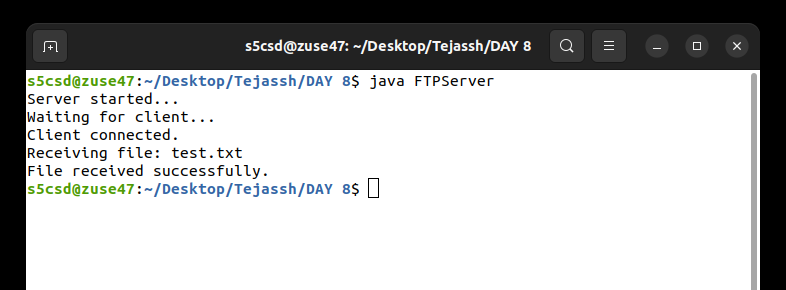 s5csd@zuse47: ~/Desktop/Tejassh/DAY 8
s5csd@zuse47:~/Desktop/Tejassh/DAY 8$ java FTPServer
Server started...
Waiting for client...
Client connected.
Receiving file: test.txt
File received successfully.
s5csd@zuse47:~/Desktop/Tejassh/DAY 8$